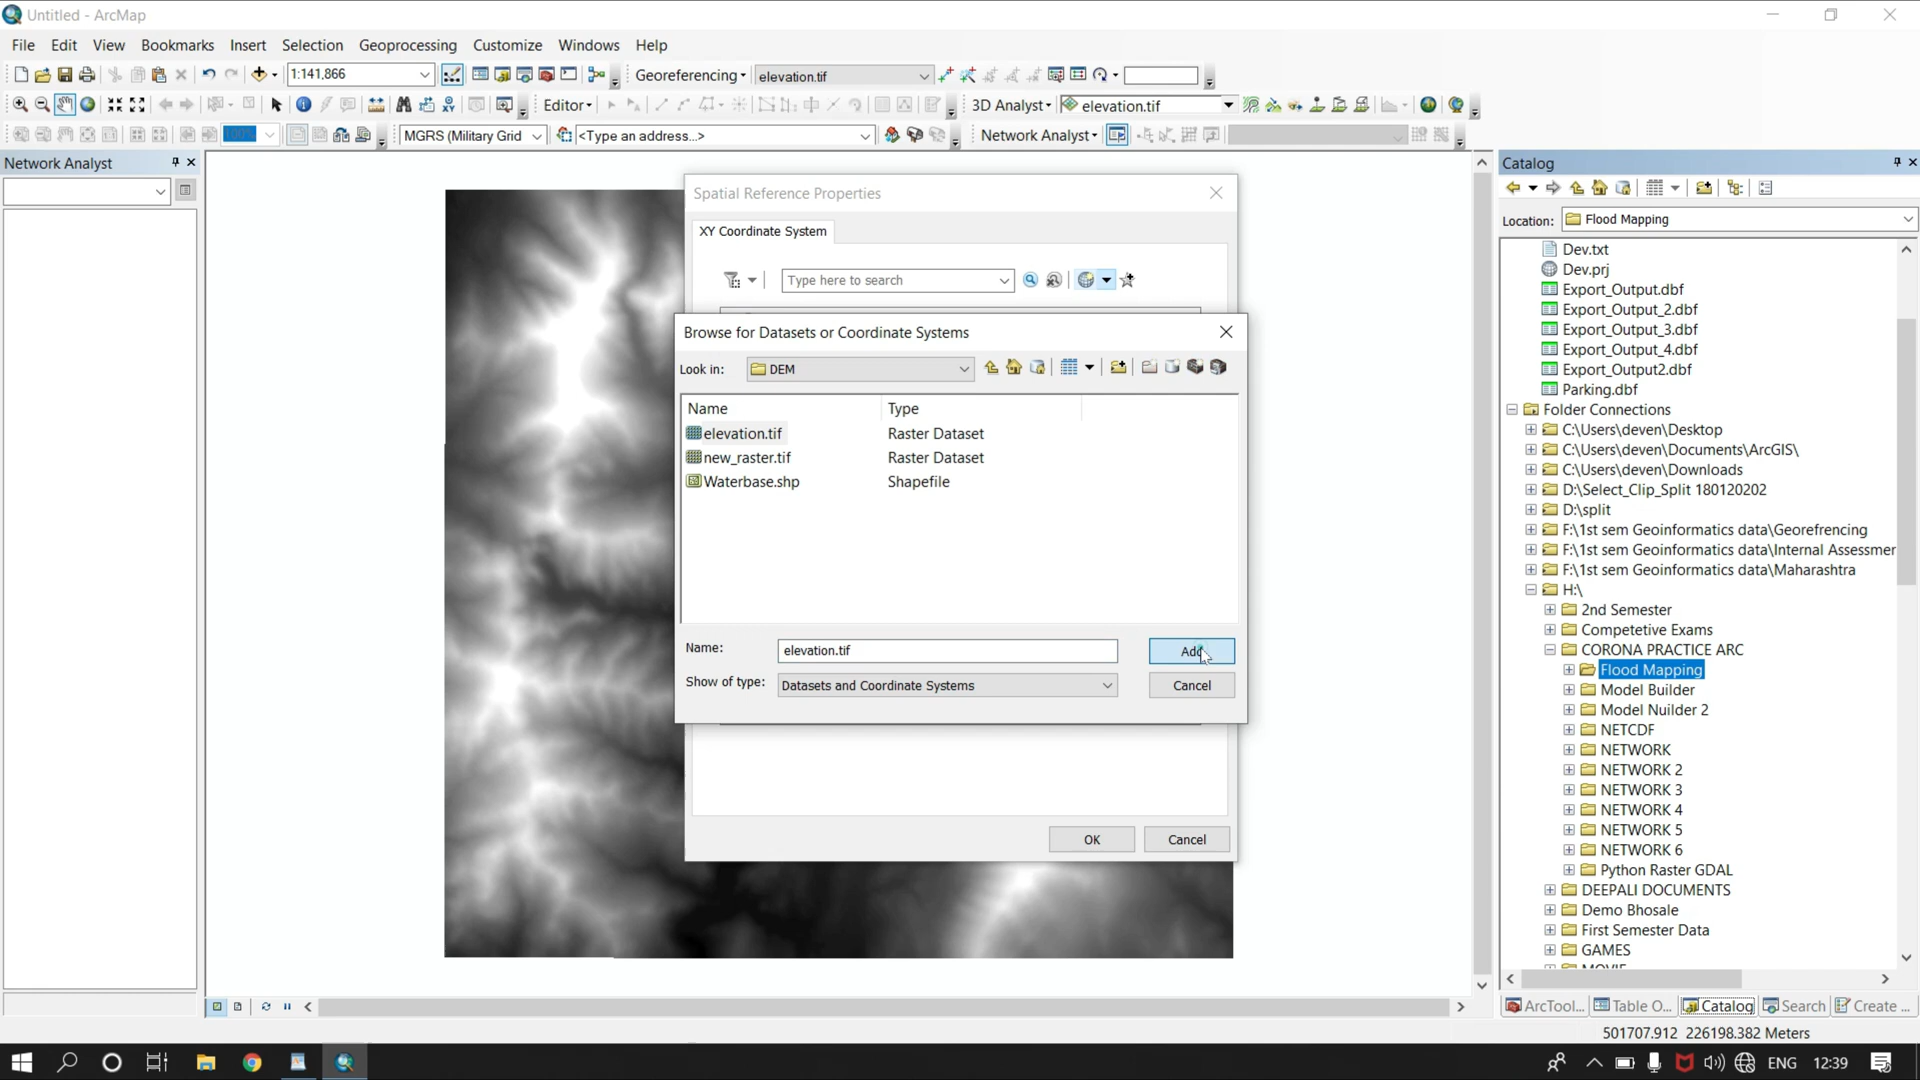 Untitled - ArcMap
File Edit View Bookmarks Insert Selection Geoprocessing Customize Windows Help
1:141,866
Georeferencing
elevation.tif
Editor
3D Analyst
elevation.tif
100%
MGRS (Military Grid
<Type an address...>
Network Analyst
Network Analyst
Spatial Reference Properties
XY Coordinate System
Type here to search
Browse for Datasets or Coordinate Systems
Look in:
DEM
Name Type
elevation.tif Raster Dataset
new_raster.tif Raster Dataset
Waterbase.shp Shapefile
Name:
elevation.tif
Add
Show of type:
Datasets and Coordinate Systems
Cancel
OK
Cancel
Catalog
Location:
Flood Mapping
Dev.txt
Dev.prj
Export_Output.dbf
Export_Output_2.dbf
Export_Output_3.dbf
Export_Output_4.dbf
Export_Output2.dbf
Parking.dbf
Folder Connections
C:\Users\deven\Desktop
C:\Users\deven\Documents\ArcGIS\
C:\Users\deven\Downloads
D:\Select_Clip_Split 180120202
D:\split
F:\1st sem Geoinformatics data\Georefrencing
F:\1st sem Geoinformatics data\Internal Assessmer
F:\1st sem Geoinformatics data\Maharashtra
H:\
2nd Semester
Competetive Exams
CORONA PRACTICE ARC
Flood Mapping
Model Builder
Model Nuilder 2
NETCDF
NETWORK
NETWORK 2
NETWORK 3
NETWORK 4
NETWORK 5
NETWORK 6
Python Raster GDAL
DEEPALI DOCUMENTS
Demo Bhosale
First Semester Data
GAMES
MOVIE
ArcTool... Table O... Catalog Search Create ...
501707.912 226198.382 Meters
ENG 12:39